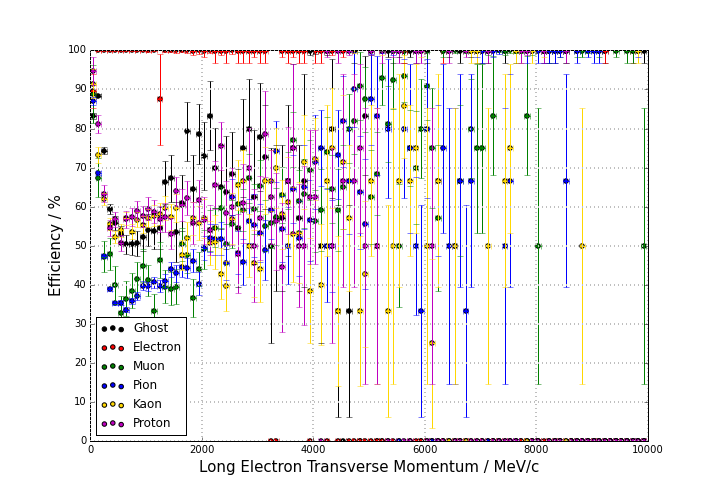 100
90
80
70
60
50
40
30
20
10
0
Efficiency / %
Ghost
Electron
Muon
Pion
Kaon
Proton
0 2000 4000 6000 8000 10000
Long Electron Transverse Momentum / MeV/c